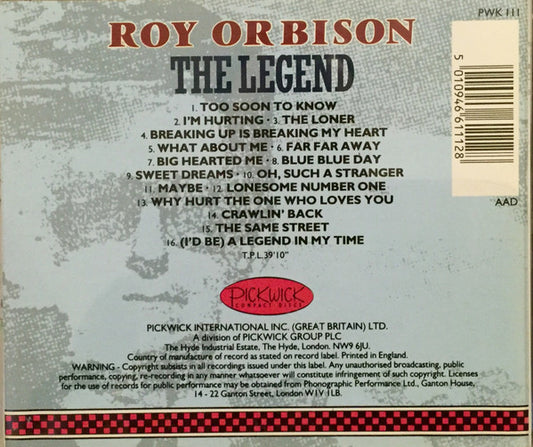 PWK 111
ROY ORBISON
THE LEGEND
1. TOO SOON TO KNOW
2. I'M HURTING · 3. THE LONER
4. BREAKING UP IS BREAKING MY HEART
5. WHAT ABOUT ME · 6. FAR FAR AWAY
7. BIG HEARTED ME · 8. BLUE BLUE DAY
9. SWEET DREAMS · 10. OH, SUCH A STRANGER
11. MAYBE · 12. LONESOME NUMBER ONE
13. WHY HURT THE ONE WHO LOVES YOU
14. CRAWLIN' BACK
15. THE SAME STREET
16. (I'D BE) A LEGEND IN MY TIME
T.P.L.39'10"
5 010946 611128
AAD
PICKWICK
COMPACT DISCS
PICKWICK INTERNATIONAL INC. (GREAT BRITAIN) LTD.
A division of PICKWICK GROUP PLC
The Hyde Industrial Estate, The Hyde, London. NW9 6JU.
Country of manufacture of record as stated on record label. Printed in England.
WARNING - Copyright subsists in all recordings issued under this label. Any unauthorised broadcasting, public
performance, copying, re-recording in any manner whatsoever will constitute infringement of such copyright. Licences
for the use of records for public performance may be obtained from Phonographic Performance Ltd., Ganton House,
14 - 22 Ganton Street, London W1V 1LB.